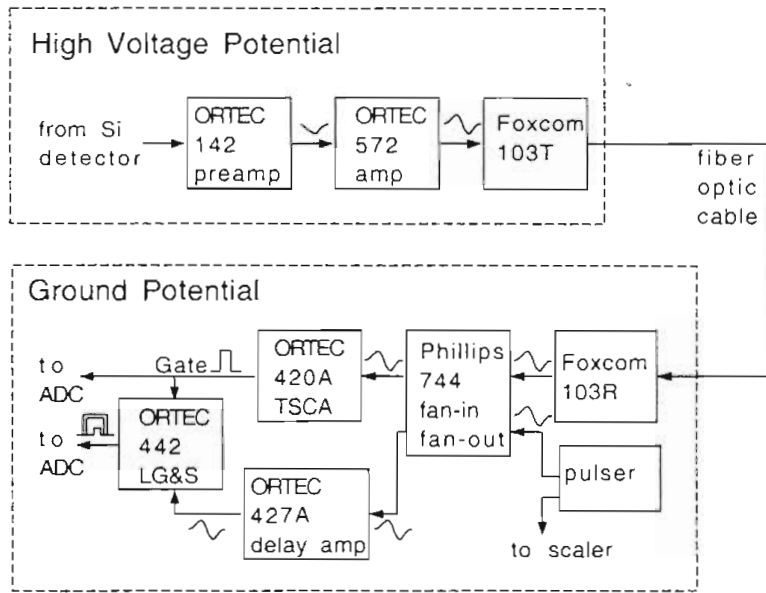 High Voltage Potential
from Si
detector
ORTEC
142
preamp
ORTEC
572
amp
Foxcom
103T
fiber
optic
cable
Ground Potential
to
ADC
Gate
ORTEC
420A
TSCA
Phillips
744
fan-in
fan-out
Foxcom
103R
to
ADC
ORTEC
442
LG&S
ORTEC
427A
delay amp
pulser
to scaler